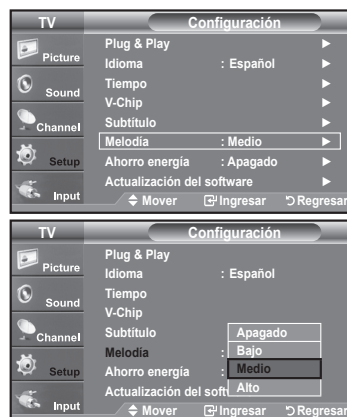 TV Configuración
Picture
Sound
Channel
Setup
Input
Plug & Play
Idioma : Español
Tiempo
V-Chip
Subtítulo
Melodía : Medio
Ahorro energía : Apagado
Actualización del software
Mover Ingresar Regresar
TV Configuración
Picture
Sound
Channel
Setup
Input
Plug & Play
Idioma : Español
Tiempo
V-Chip
Subtítulo
Melodía :
Ahorro energía :
Actualización del soft
Apagado
Bajo
Medio
Alto
Mover Ingresar Regresar